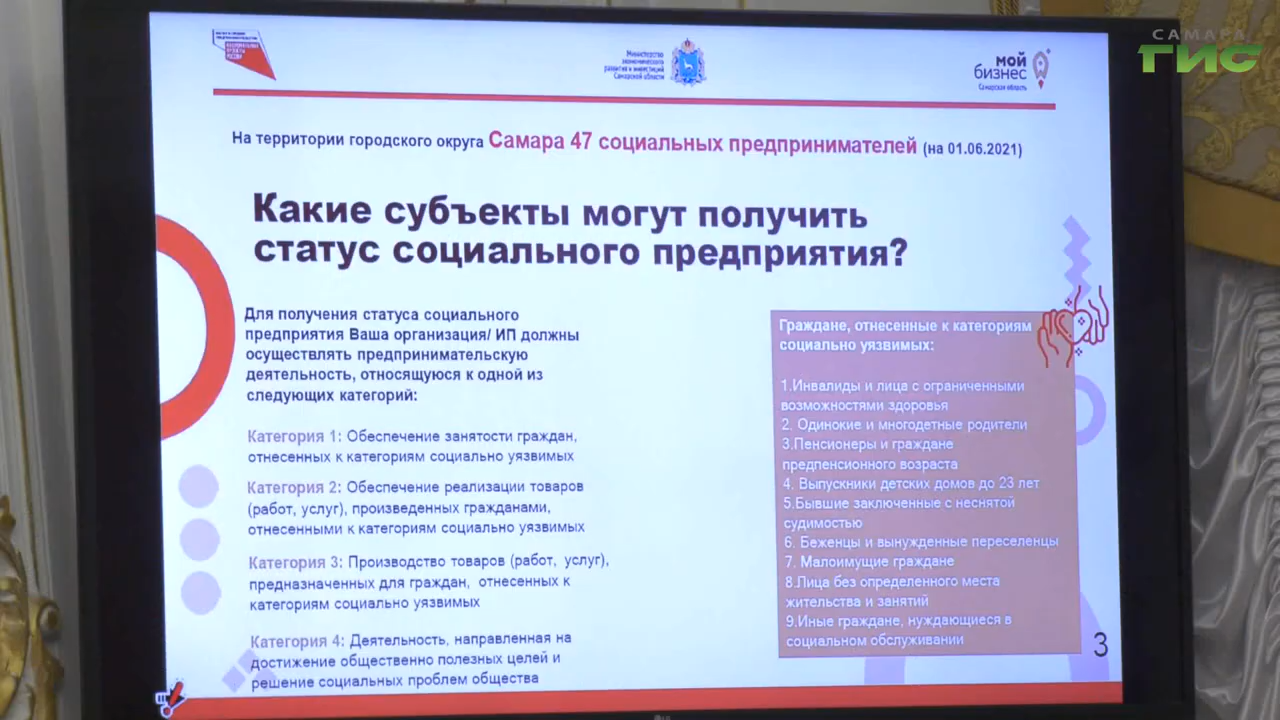 САМАРА
ГИС
НАЦИОНАЛЬНЫЕ
ПРОЕКТЫ
РОССИИ
Министерство
экономического
развития и инвестиций
Самарской области
мой
бизнес
Самарская область
На территории городского округа Самара 47 социальных предпринимателей (на 01.06.2021)
Какие субъекты могут получить
статус социального предприятия?
Для получения статуса социального
предприятия Ваша организация/ ИП должны
осуществлять предпринимательскую
деятельность, относящуюся к одной из
следующих категорий:
Категория 1: Обеспечение занятости граждан,
отнесенных к категориям социально уязвимых
Категория 2: Обеспечение реализации товаров
(работ, услуг), произведенных гражданами,
отнесенными к категориям социально уязвимых
Категория 3: Производство товаров (работ, услуг),
предназначенных для граждан, отнесенных к
категориям социально уязвимых
Категория 4: Деятельность, направленная на
достижение общественно полезных целей и
решение социальных проблем общества
Граждане, отнесенные к категориям
социально уязвимых:
1.Инвалиды и лица с ограниченными
возможностями здоровья
2. Одинокие и многодетные родители
3.Пенсионеры и граждане
предпенсионного возраста
4. Выпускники детских домов до 23 лет
5.Бывшие заключенные с неснятой
судимостью
6. Беженцы и вынужденные переселенцы
7. Малоимущие граждане
8.Лица без определенного места
жительства и занятий
9.Иные граждане, нуждающиеся в
социальном обслуживании
3
LG